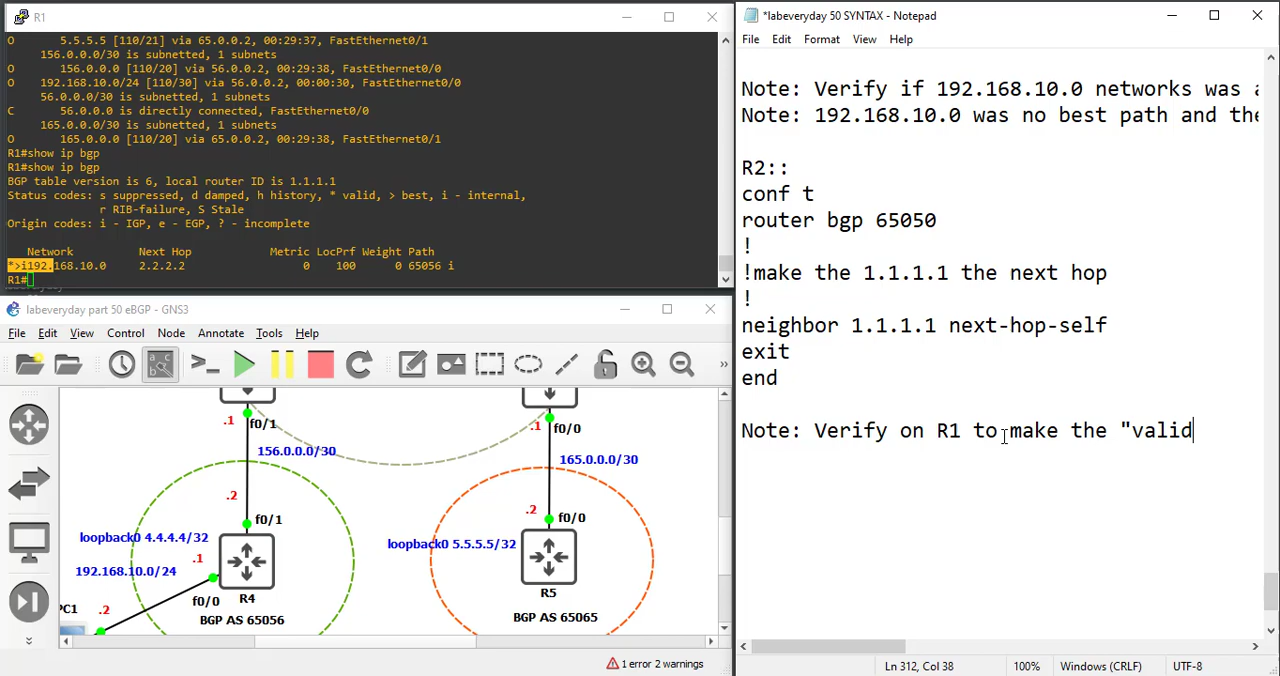 R1
O 5.5.5.5 [110/21] via 65.0.0.2, 00:29:37, FastEthernet0/1
156.0.0.0/30 is subnetted, 1 subnets
O 156.0.0.0 [110/20] via 56.0.0.2, 00:29:38, FastEthernet0/0
O 192.168.10.0/24 [110/30] via 56.0.0.2, 00:00:30, FastEthernet0/0
56.0.0.0/30 is subnetted, 1 subnets
C 56.0.0.0 is directly connected, FastEthernet0/0
165.0.0.0/30 is subnetted, 1 subnets
O 165.0.0.0 [110/20] via 65.0.0.2, 00:29:38, FastEthernet0/1
R1#show ip bgp
R1#show ip bgp
BGP table version is 6, local router ID is 1.1.1.1
Status codes: s suppressed, d damped, h history, * valid, > best, i - internal,
r RIB-failure, S Stale
Origin codes: i - IGP, e - EGP, ? - incomplete
Network Next Hop Metric LocPrf Weight Path
*>i192.168.10.0 2.2.2.2 0 100 0 65056 i
R1#
labeveryday part 50 eBGP - GNS3
File Edit View Control Node Annotate Tools Help
.1 f0/1
156.0.0.0/30
.1 f0/0
165.0.0.0/30
.2 f0/1
.2 f0/0
loopback0 4.4.4.4/32
loopback0 5.5.5.5/32
.1
192.168.10.0/24
R4
R5
f0/0
PC1 .2
BGP AS 65056
BGP AS 65065
1 error 2 warnings
*labeveryday 50 SYNTAX - Notepad
File Edit Format View Help
Note: Verify if 192.168.10.0 networks was a
Note: 192.168.10.0 was no best path and the
R2::
conf t
router bgp 65050
!
!make the 1.1.1.1 the next hop
!
neighbor 1.1.1.1 next-hop-self
exit
end
Note: Verify on R1 to make the "valid
Ln 312, Col 38 100% Windows (CRLF) UTF-8